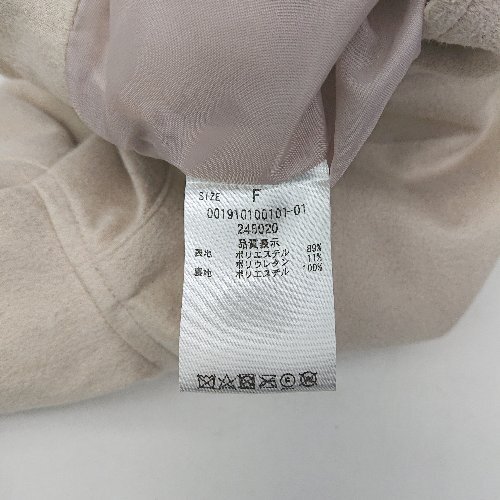 SIZE F
001910100101-01
245020
品質表示
表地 ポリエステル 89%
ポリウレタン 11%
裏地 ポリエステル 100%